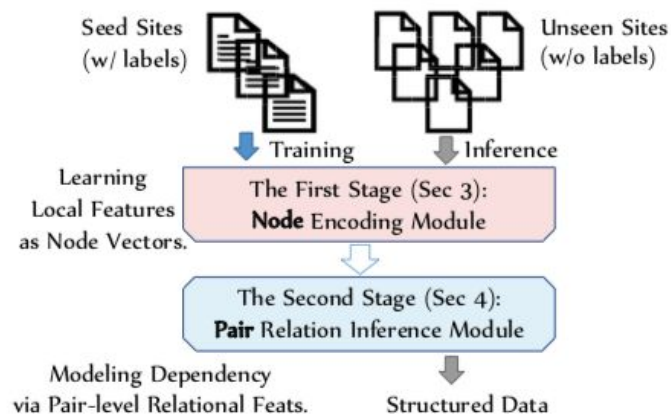 Seed Sites
(w/ labels)
Unseen Sites
(w/o labels)
Training
Inference
Learning
Local Features
as Node Vectors.
The First Stage (Sec 3):
Node Encoding Module
The Second Stage (Sec 4):
Pair Relation Inference Module
Modeling Dependency
via Pair-level Relational Feats.
Structured Data